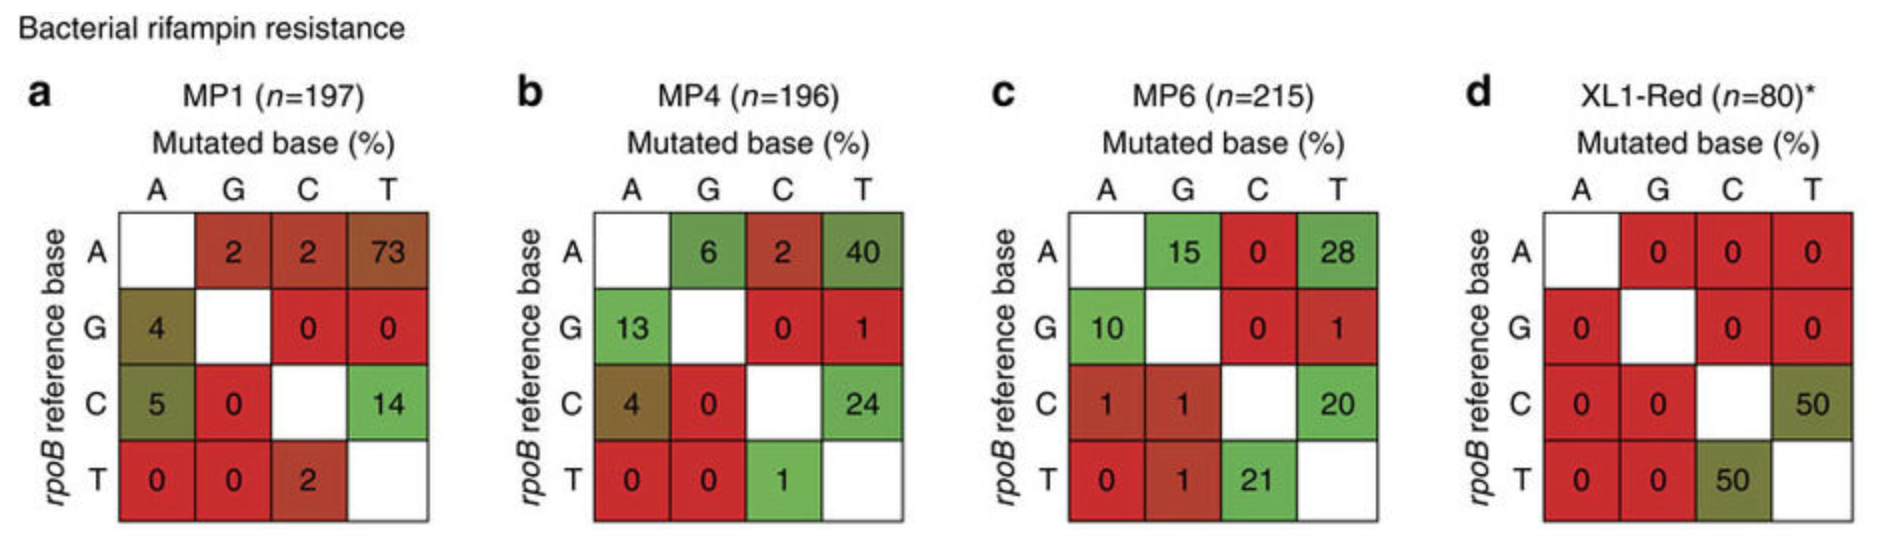 Bacterial rifampin resistance
a MP1 (n=197)
Mutated base (%)
A G C T
rpoB reference base
A 2 2 73
G 4 0 0
C 5 0 14
T 0 0 2
b MP4 (n=196)
Mutated base (%)
A G C T
rpoB reference base
A 6 2 40
G 13 0 1
C 4 0 24
T 0 0 1
c MP6 (n=215)
Mutated base (%)
A G C T
rpoB reference base
A 15 0 28
G 10 0 1
C 1 1 20
T 0 1 21
d XL1-Red (n=80)*
Mutated base (%)
A G C T
rpoB reference base
A 0 0 0
G 0 0 0
C 0 0 50
T 0 0 50